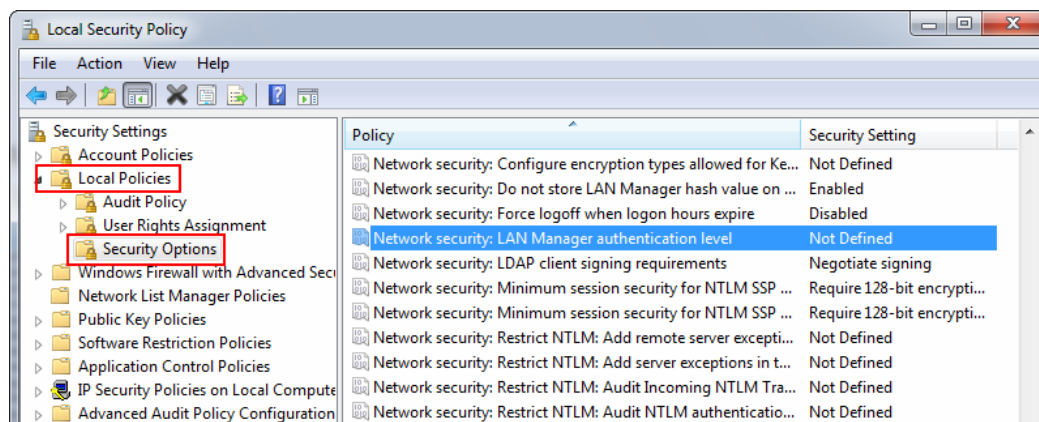 Local Security Policy
File Action View Help
Security Settings
Account Policies
Local Policies
Audit Policy
User Rights Assignment
Security Options
Windows Firewall with Advanced Secu
Network List Manager Policies
Public Key Policies
Software Restriction Policies
Application Control Policies
IP Security Policies on Local Compute
Advanced Audit Policy Configuration
Policy Security Setting
Network security: Configure encryption types allowed for Ke... Not Defined
Network security: Do not store LAN Manager hash value on ... Enabled
Network security: Force logoff when logon hours expire Disabled
Network security: LAN Manager authentication level Not Defined
Network security: LDAP client signing requirements Negotiate signing
Network security: Minimum session security for NTLM SSP ... Require 128-bit encrypti...
Network security: Minimum session security for NTLM SSP ... Require 128-bit encrypti...
Network security: Restrict NTLM: Add remote server excepti... Not Defined
Network security: Restrict NTLM: Add server exceptions in t... Not Defined
Network security: Restrict NTLM: Audit Incoming NTLM Tra... Not Defined
Network security: Restrict NTLM: Audit NTLM authenticatio... Not Defined